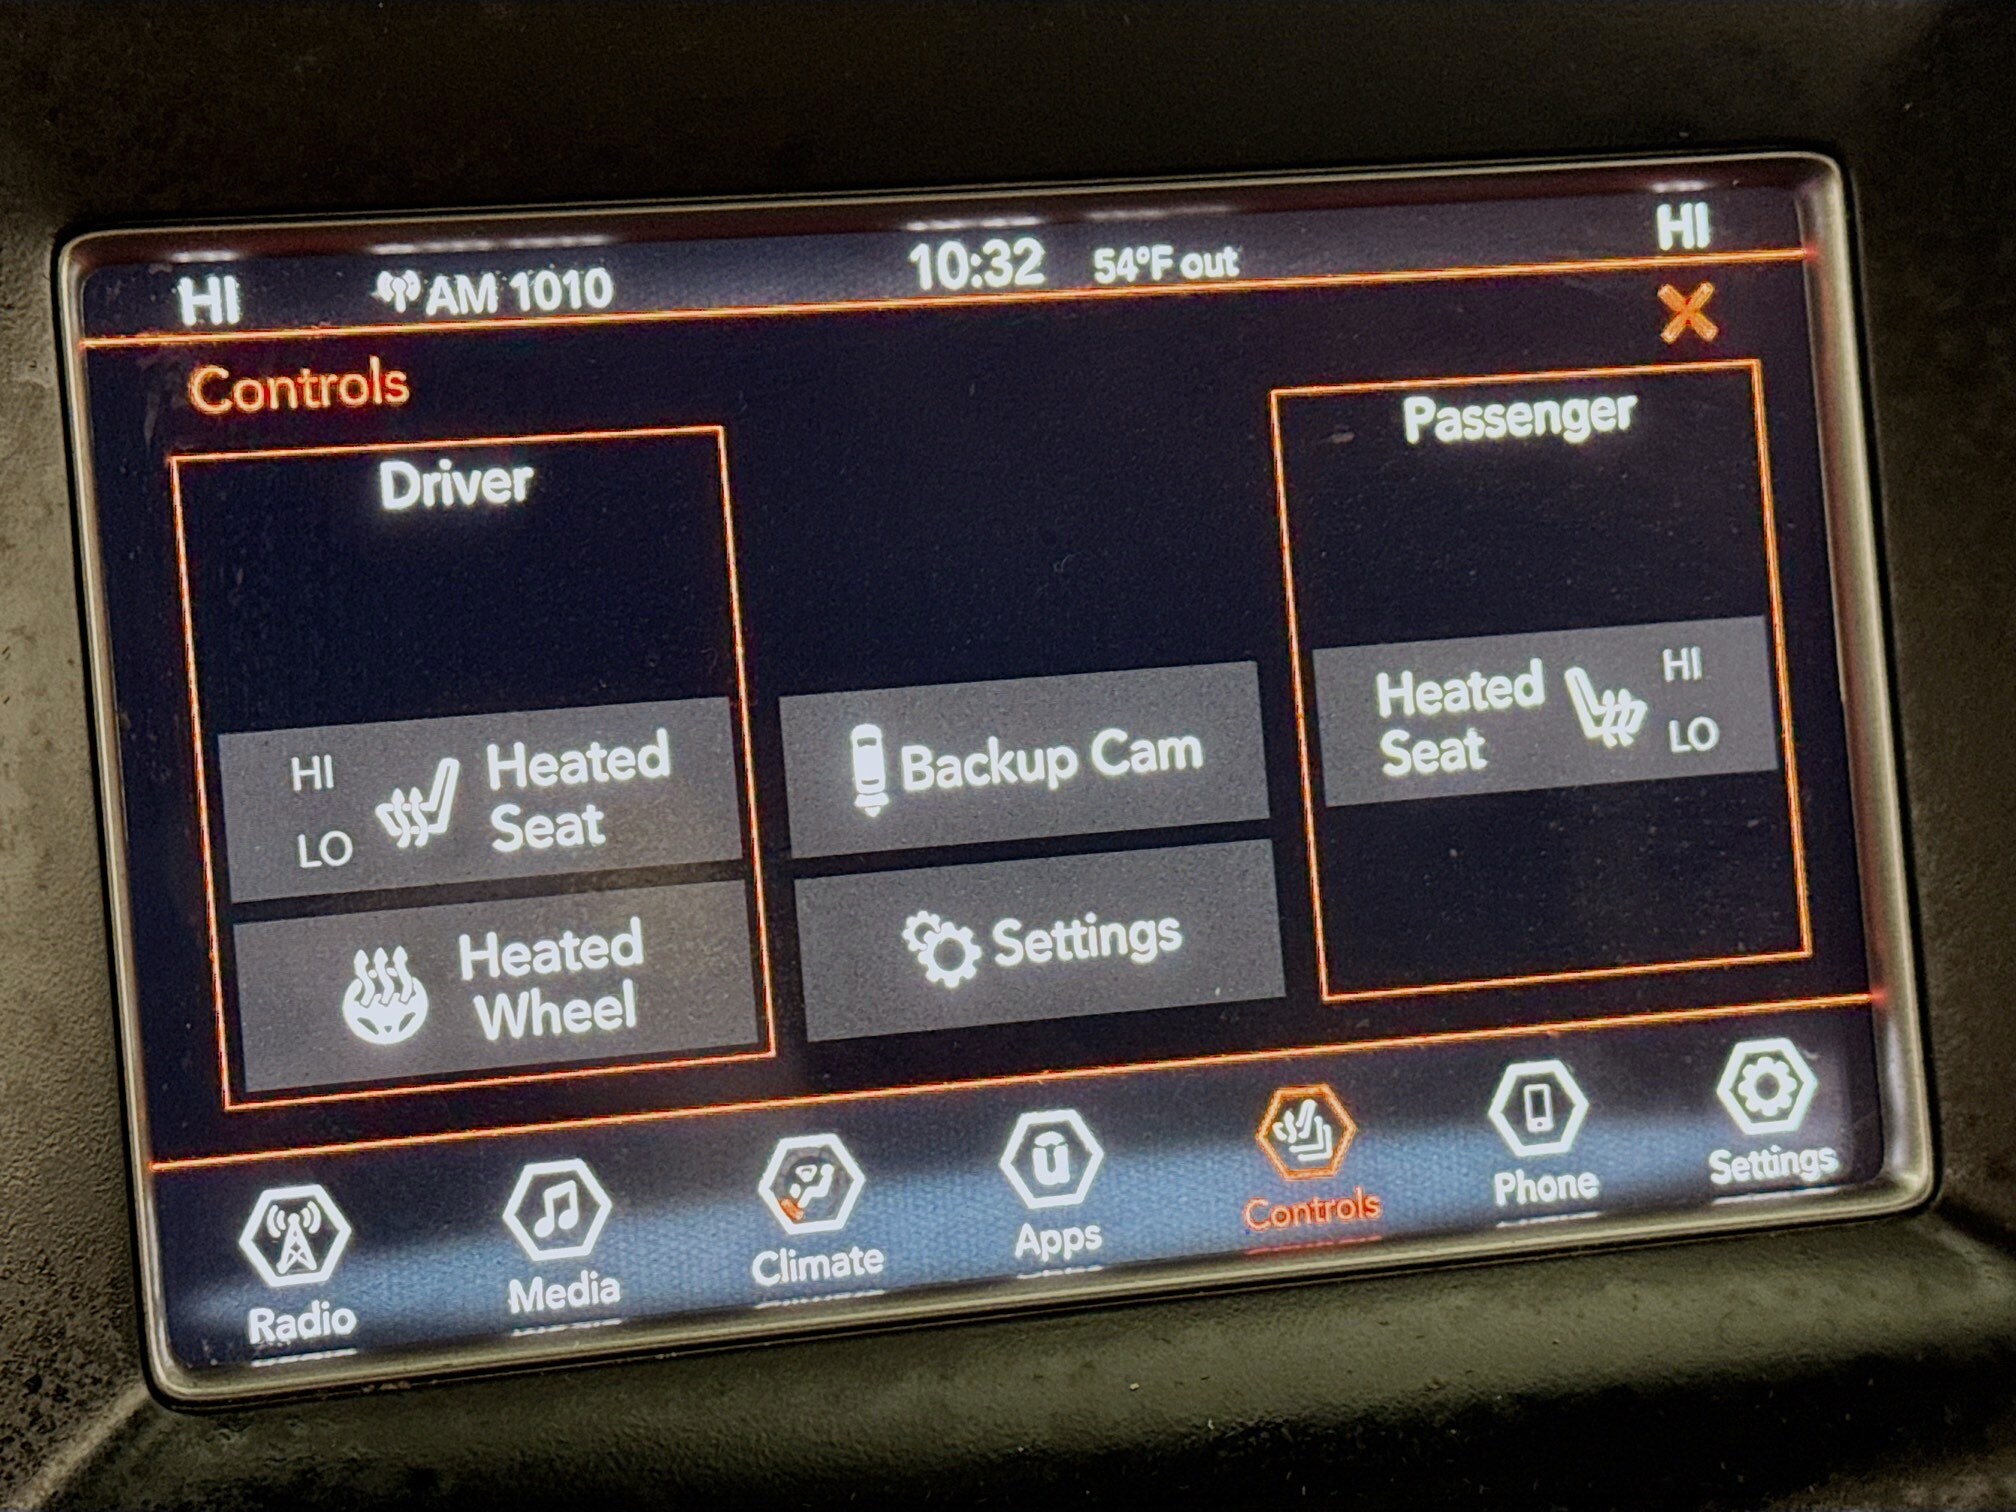 HI AM 1010 10:32 54°F out HI
Controls
Driver
Passenger
HI
LO
Heated
Seat
Backup Cam
Heated
Seat
HI
LO
Heated
Wheel
Settings
Radio
Media
Climate
Apps
Controls
Phone
Settings